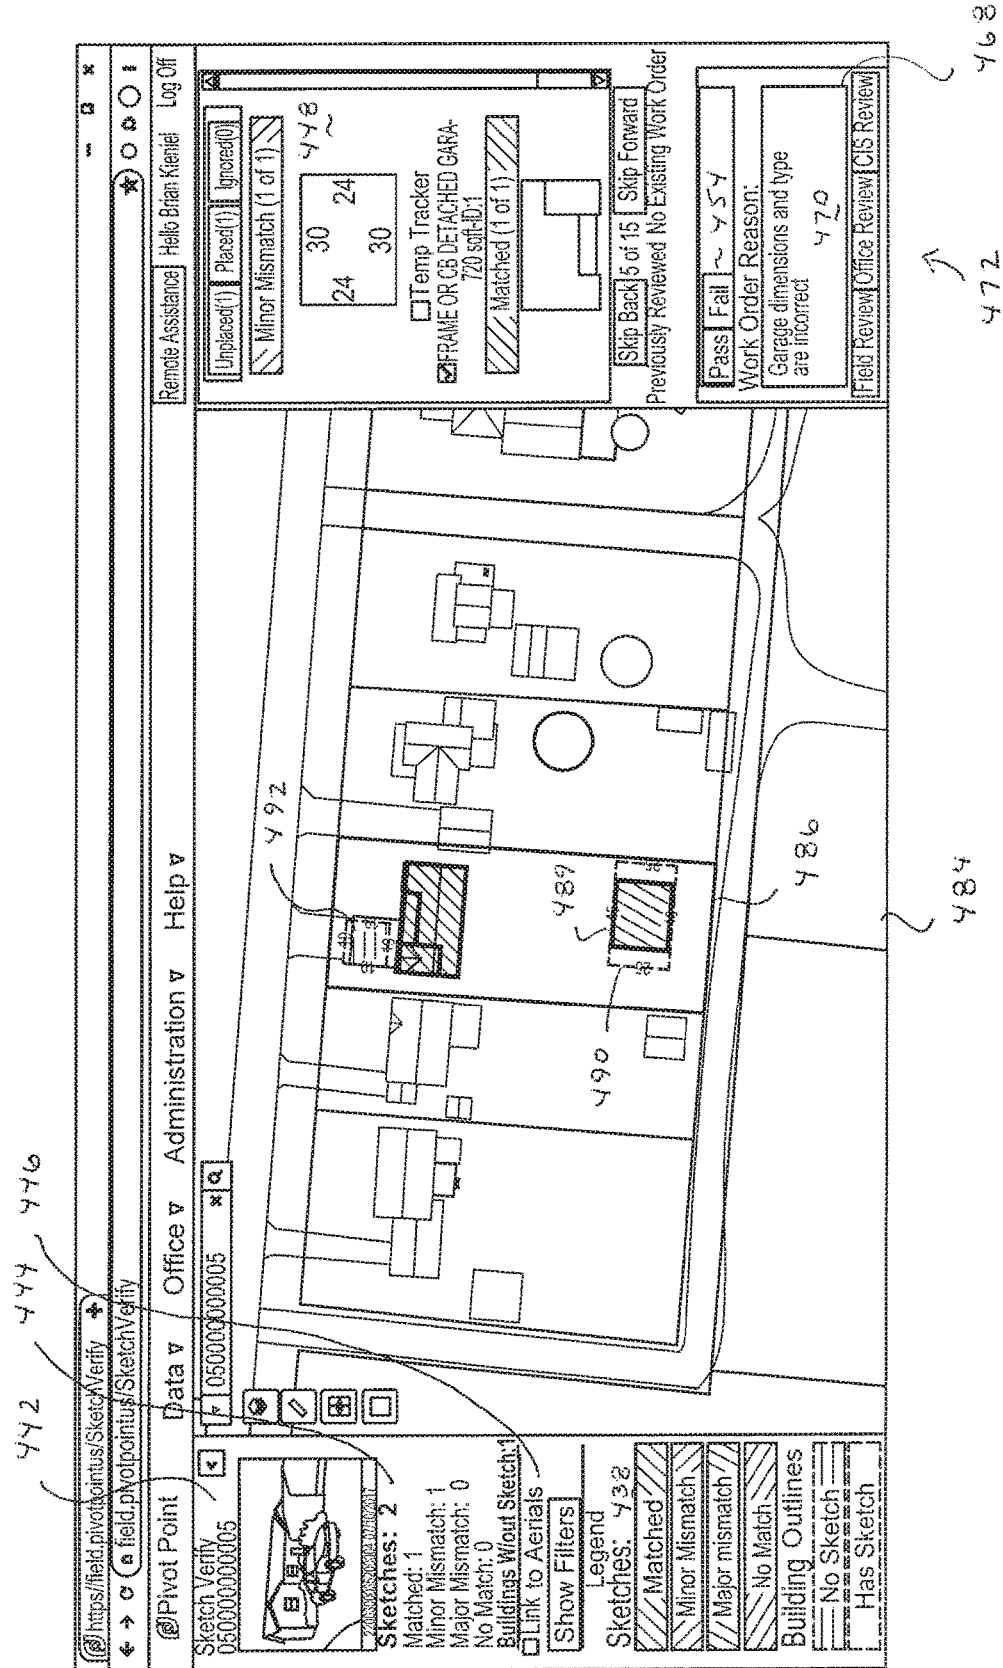 @ https//field.pivotpointus/SketchVerify +
field.pivotpointus/SketchVerify
@Pivot Point
Data Office Administration Help
Remote Assistance Hello Brian Kieniel Log Off
Sketch Verify
05000000005
Sketches: 2
Matched: 1
Minor Mismatch: 1
Major Mismatch: 0
No Match: 0
Buildings W/out Sketch:1
Link to Aerials
Show Filters
Legend
Sketches: 438
Matched
Minor Mismatch
Major mismatch
No Match
Building Outlines
No Sketch
Has Sketch
442
444
446
05000000005
492
489
490
486
484
Unplaced(1) Placed(1) Ignored(0)
Minor Mismatch (1 of 1)
448
30
24 24
30
Temp Tracker
FRAME OR CB DETACHED GARA-
720 soft-ID:1
Matched (1 of 1)
Skip Back 5 of 15 Skip Forward
Previously Reviewed No Existing Work Order
Pass Fail ~ 454
Work Order Reason:
Garage dimensions and type
are incorrect
470
Field Review Office Review CIS Review
468
472